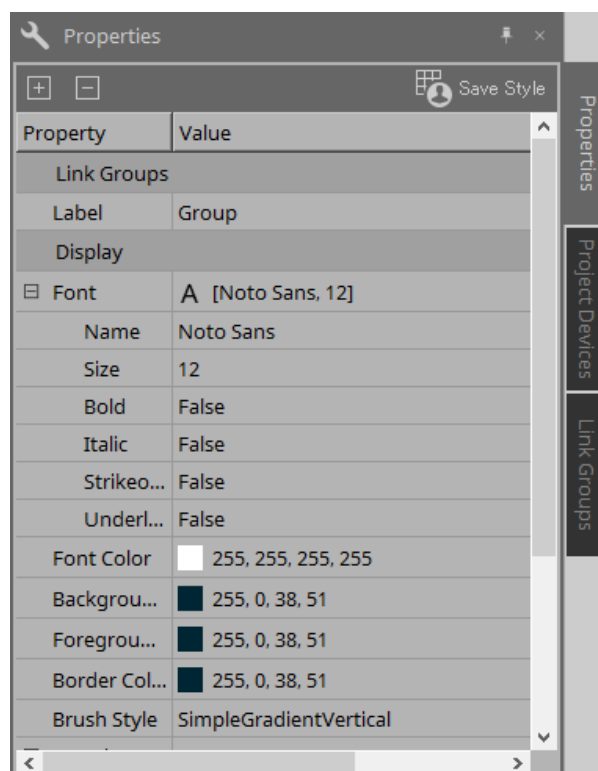 Properties
Save Style
Property Value
Link Groups
Label Group
Display
Font A [Noto Sans, 12]
Name Noto Sans
Size 12
Bold False
Italic False
Strikeo... False
Underl... False
Font Color 255, 255, 255, 255
Backgrou... 255, 0, 38, 51
Foregrou... 255, 0, 38, 51
Border Col... 255, 0, 38, 51
Brush Style SimpleGradientVertical
Properties
Project Devices
Link Groups